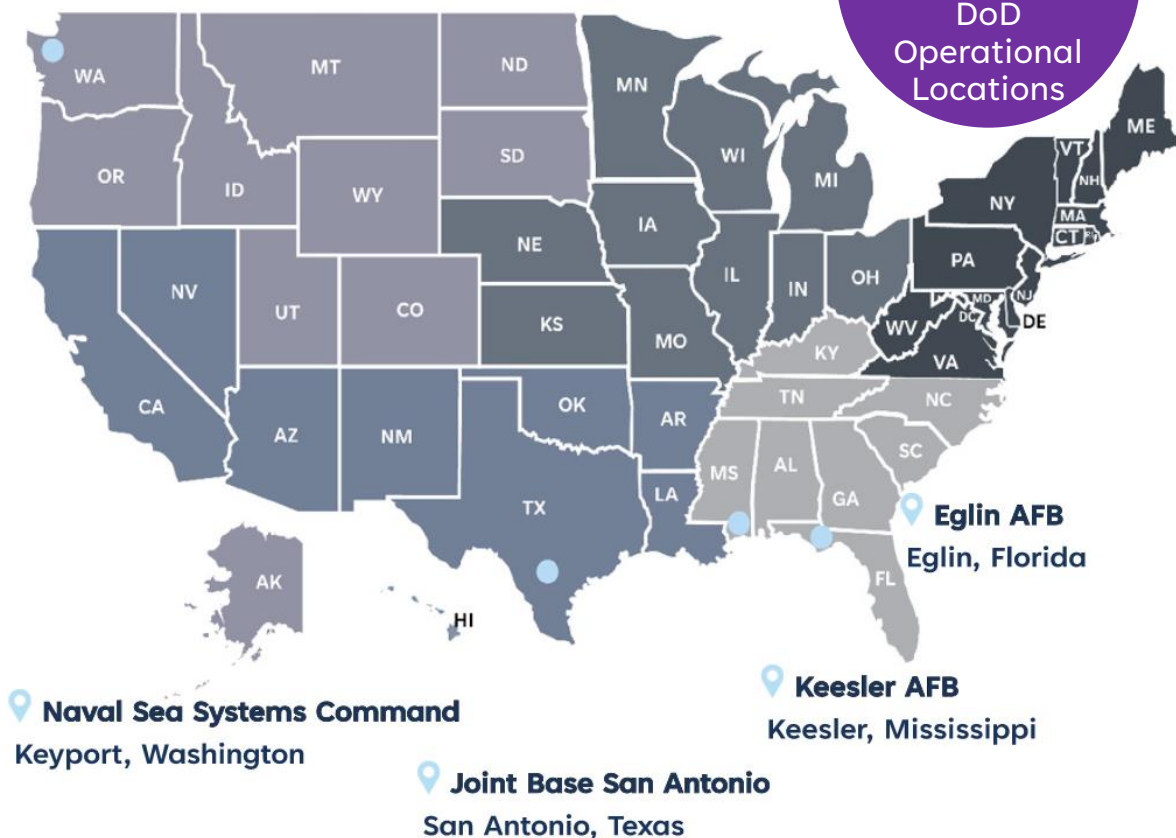 DoD
Operational
Locations
WA
MT
ND
MN
ME
OR
ID
WY
SD
WI
MI
VT
NH
NY
MA
CT
RI
NV
UT
CO
NE
IA
IL
IN
OH
PA
NJ
MD
DC
DE
WV
VA
KS
MO
KY
CA
AZ
NM
OK
AR
TN
NC
SC
MS
AL
GA
LA
TX
FL
AK
HI
Eglin AFB
Eglin, Florida
Keesler AFB
Keesler, Mississippi
Naval Sea Systems Command
Keyport, Washington
Joint Base San Antonio
San Antonio, Texas